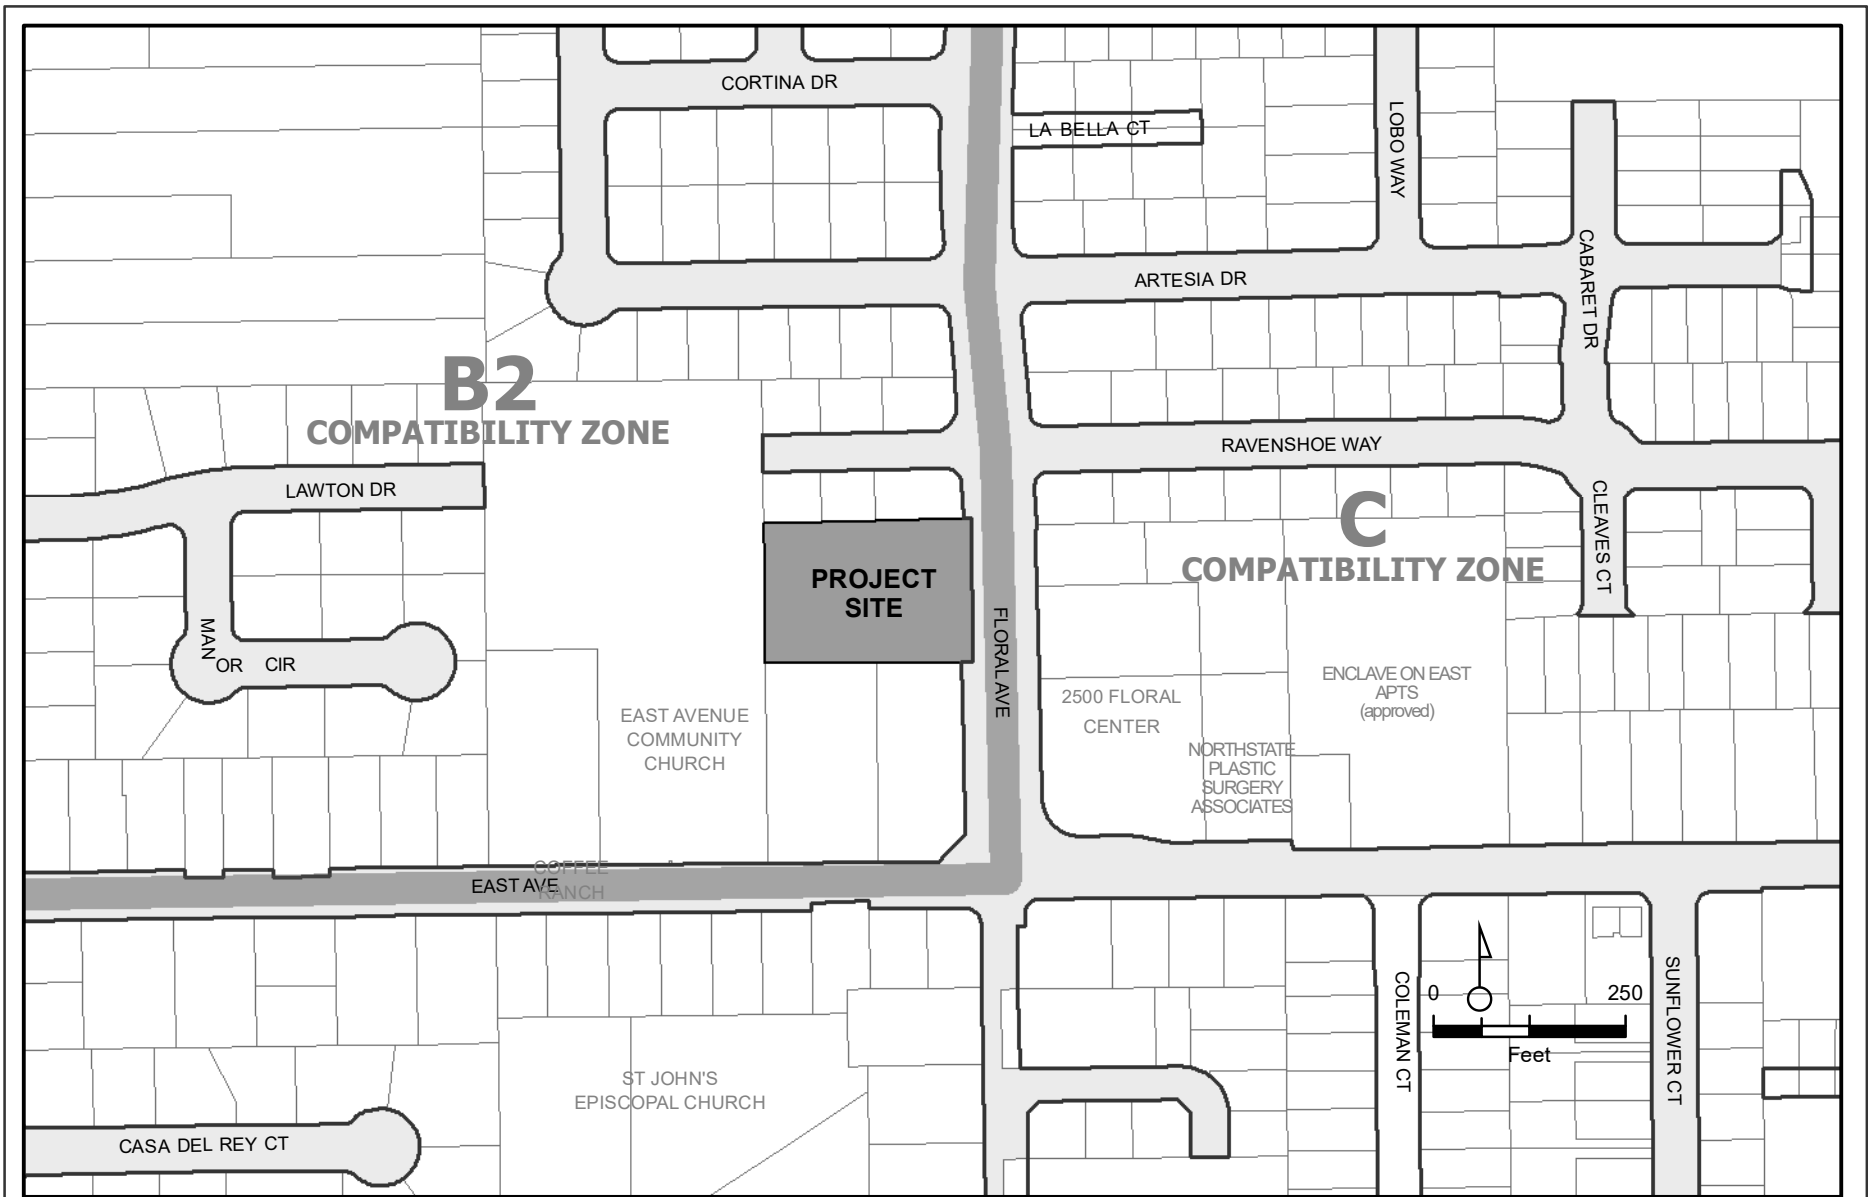 CORTINA DR
LA BELLA CT
LOBO WAY
ARTESIA DR
CABARET DR
B2
COMPATIBILITY ZONE
RAVENSHOE WAY
LAWTON DR
C
COMPATIBILITY ZONE
CLEAVES CT
PROJECT
SITE
FLORAL AVE
MAN
OR CIR
EAST AVENUE
COMMUNITY
CHURCH
2500 FLORAL
CENTER
ENCLAVE ON EAST
APTS
(approved)
NORTHSTATE
PLASTIC
SURGERY
ASSOCIATES
COFFEE
RANCH
EAST AVE
COLEMAN CT
SUNFLOWER CT
0 250
Feet
ST JOHN'S
EPISCOPAL CHURCH
CASA DEL REY CT